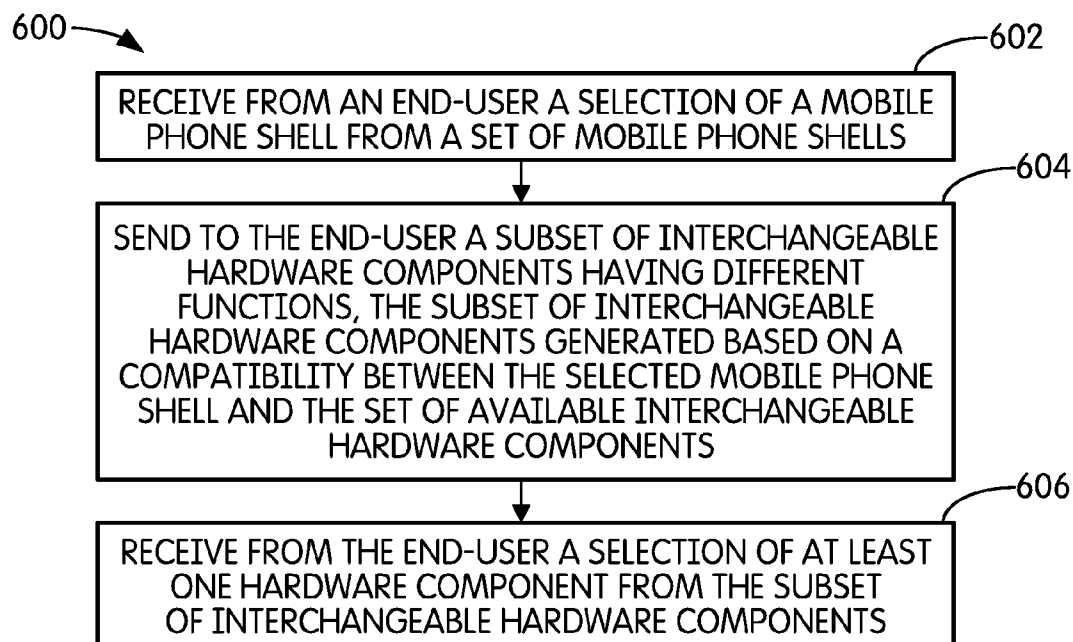 600
602
RECEIVE FROM AN END-USER A SELECTION OF A MOBILE
PHONE SHELL FROM A SET OF MOBILE PHONE SHELLS
604
SEND TO THE END-USER A SUBSET OF INTERCHANGEABLE
HARDWARE COMPONENTS HAVING DIFFERENT
FUNCTIONS, THE SUBSET OF INTERCHANGEABLE
HARDWARE COMPONENTS GENERATED BASED ON A
COMPATIBILITY BETWEEN THE SELECTED MOBILE PHONE
SHELL AND THE SET OF AVAILABLE INTERCHANGEABLE
HARDWARE COMPONENTS
606
RECEIVE FROM THE END-USER A SELECTION OF AT LEAST
ONE HARDWARE COMPONENT FROM THE SUBSET
OF INTERCHANGEABLE HARDWARE COMPONENTS